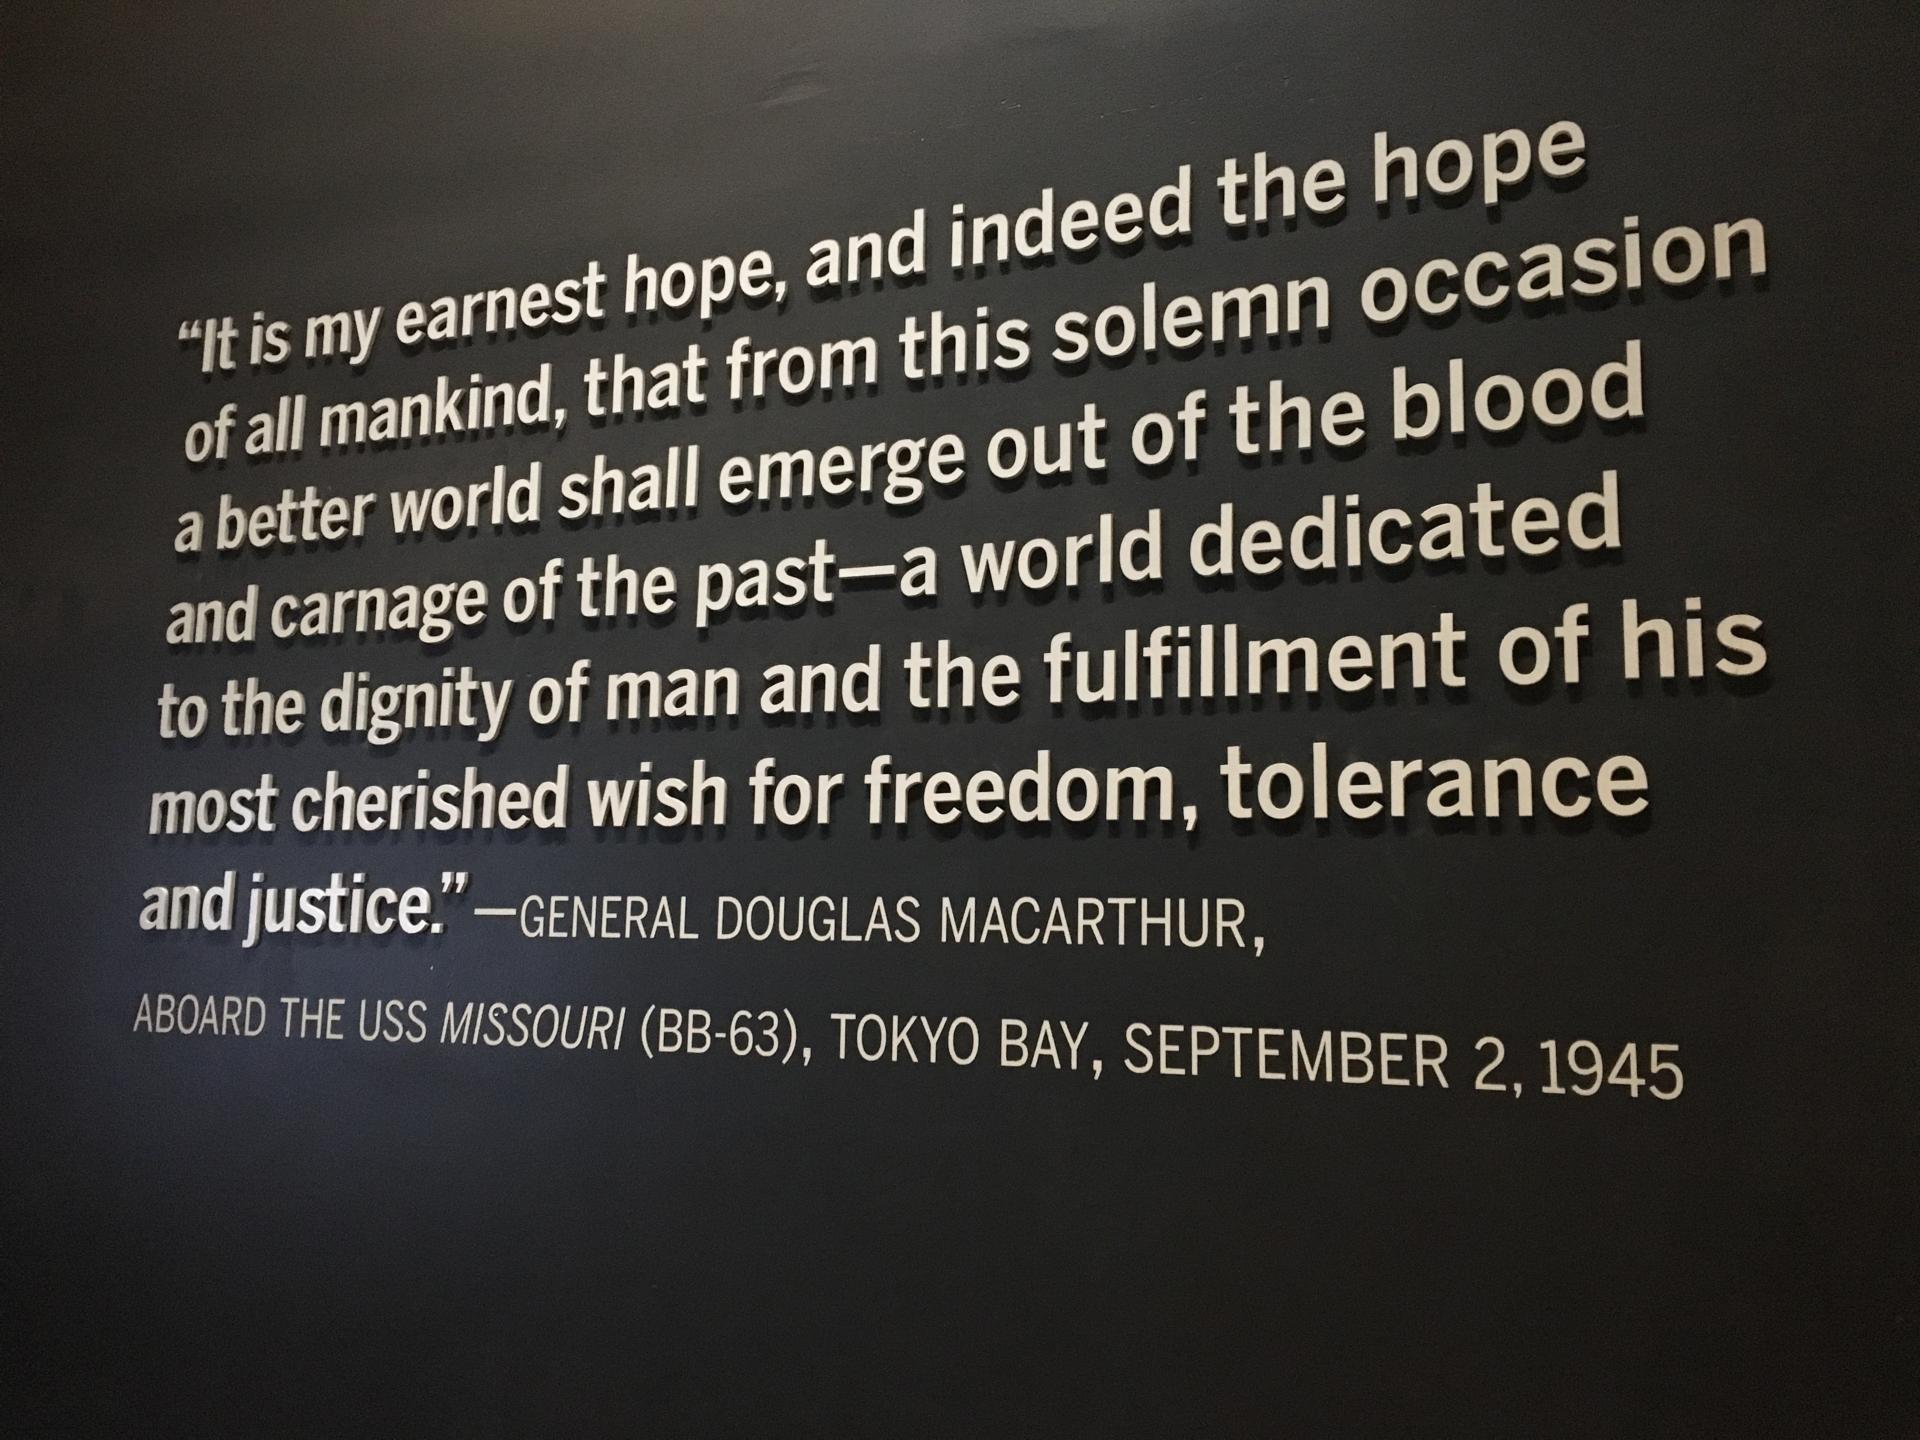 “It is my earnest hope, and indeed the hope
of all mankind, that from this solemn occasion
a better world shall emerge out of the blood
and carnage of the past—a world dedicated
to the dignity of man and the fulfillment of his
most cherished wish for freedom, tolerance
and justice.” —GENERAL DOUGLAS MACARTHUR,
ABOARD THE USS MISSOURI (BB-63), TOKYO BAY, SEPTEMBER 2, 1945